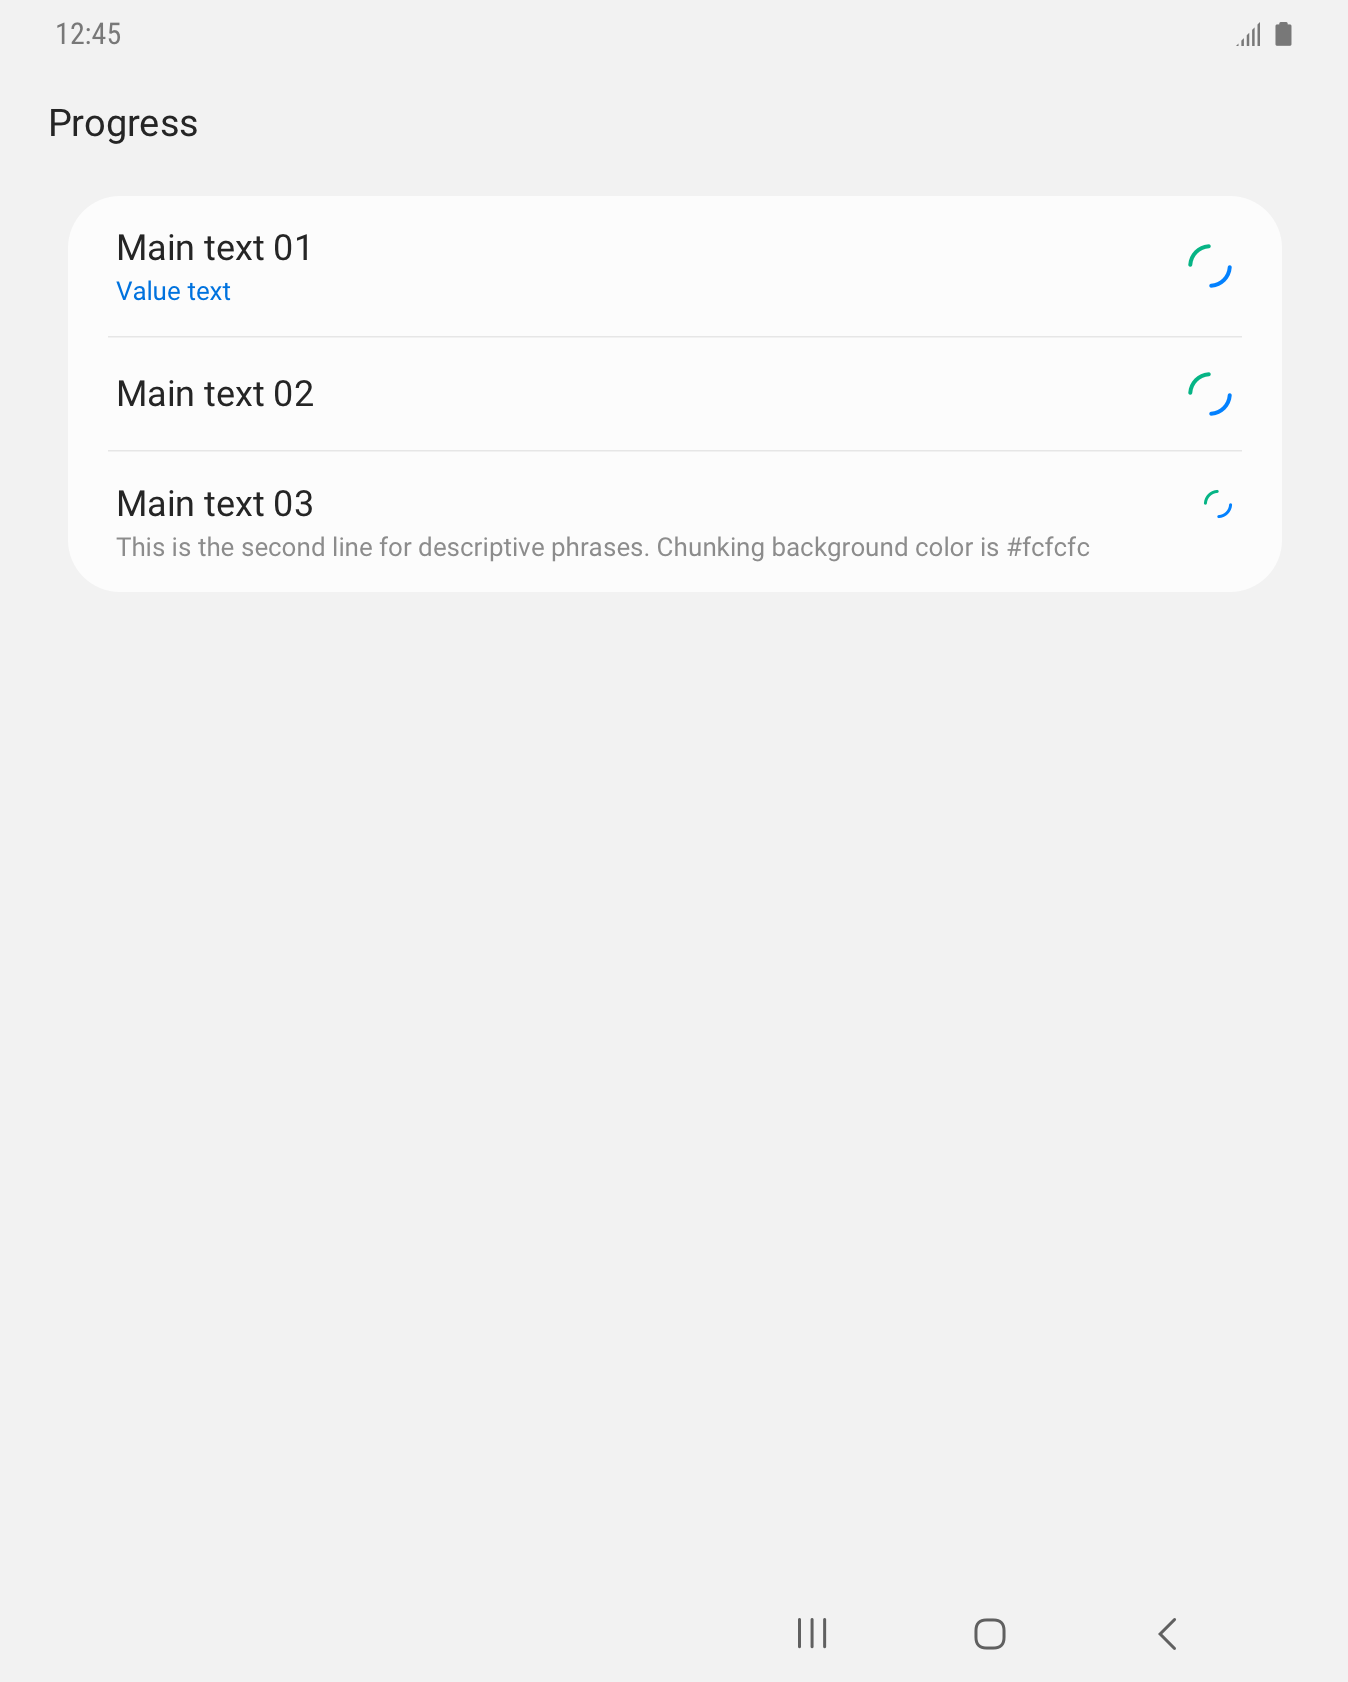 12:45
Progress
Main text 01
Value text
Main text 02
Main text 03
This is the second line for descriptive phrases. Chunking background color is #fcfcfc